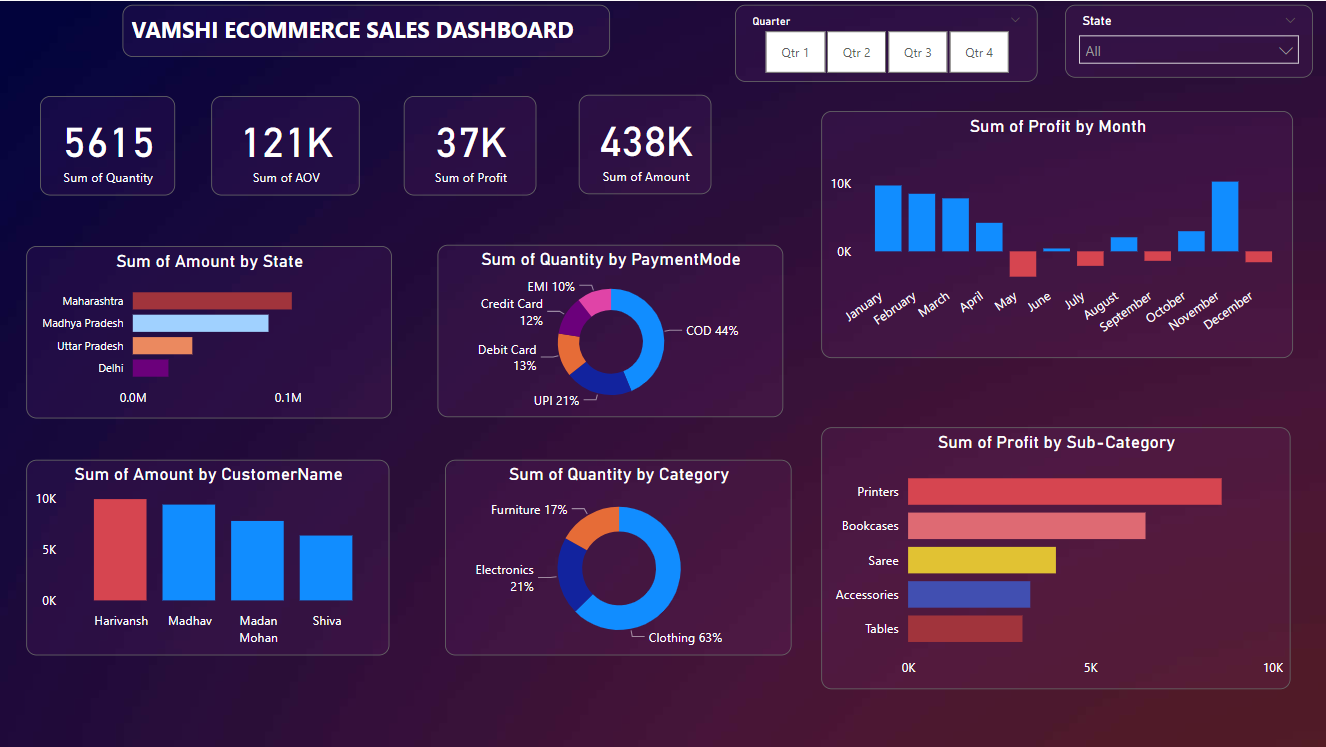 VAMSHI ECOMMERCE SALES DASHBOARD
Quarter
Qtr 1
Qtr 2
Qtr 3
Qtr 4
State
All
5615
Sum of Quantity
121K
Sum of AOV
37K
Sum of Profit
438K
Sum of Amount
Sum of Profit by Month
10K
0K
January
February
March
April
May
June
July
August
September
October
November
December
Sum of Amount by State
Maharashtra
Madhya Pradesh
Uttar Pradesh
Delhi
0.0M
0.1M
Sum of Quantity by PaymentMode
EMI 10%
Credit Card
12%
Debit Card
13%
UPI 21%
COD 44%
Sum of Amount by CustomerName
10K
5K
0K
Harivansh
Madhav
Madan
Mohan
Shiva
Sum of Quantity by Category
Furniture 17%
Electronics
21%
Clothing 63%
Sum of Profit by Sub-Category
Printers
Bookcases
Saree
Accessories
Tables
0K
5K
10K